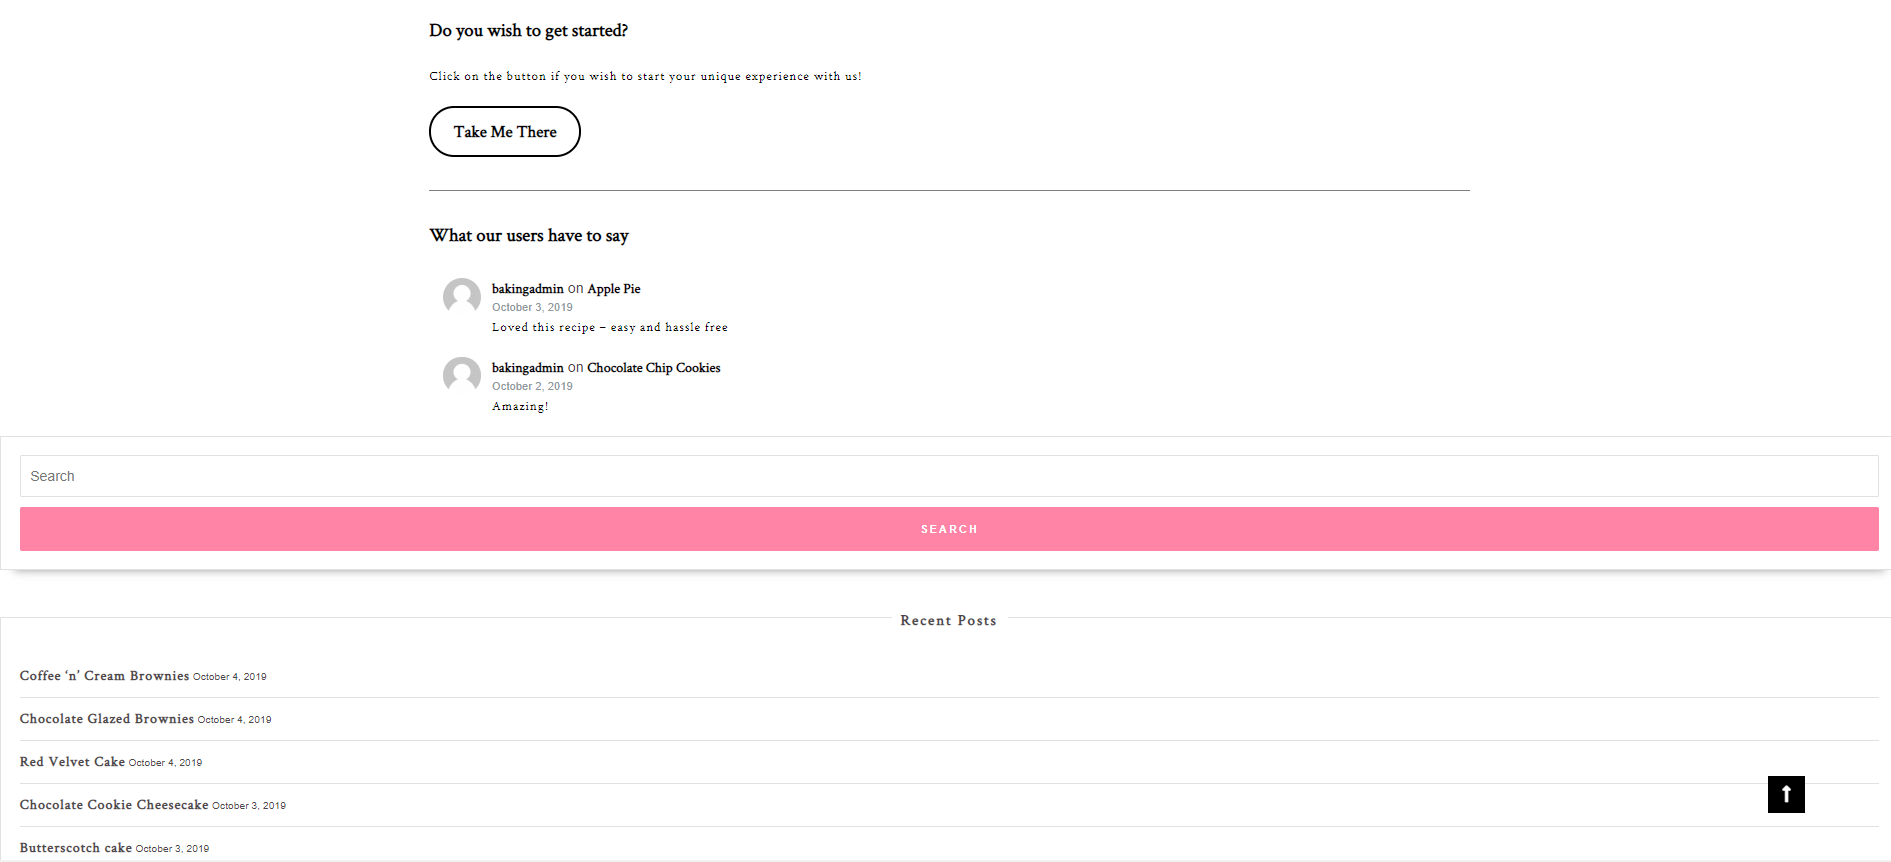 Do you wish to get started?
Click on the button if you wish to start your unique experience with us!
Take Me There
What our users have to say
bakingadmin on Apple Pie
October 3, 2019
Loved this recipe – easy and hassle free
bakingadmin on Chocolate Chip Cookies
October 2, 2019
Amazing!
Search
SEARCH
Recent Posts
Coffee ‘n’ Cream Brownies October 4, 2019
Chocolate Glazed Brownies October 4, 2019
Red Velvet Cake October 4, 2019
Chocolate Cookie Cheesecake October 3, 2019
Butterscotch cake October 3, 2019